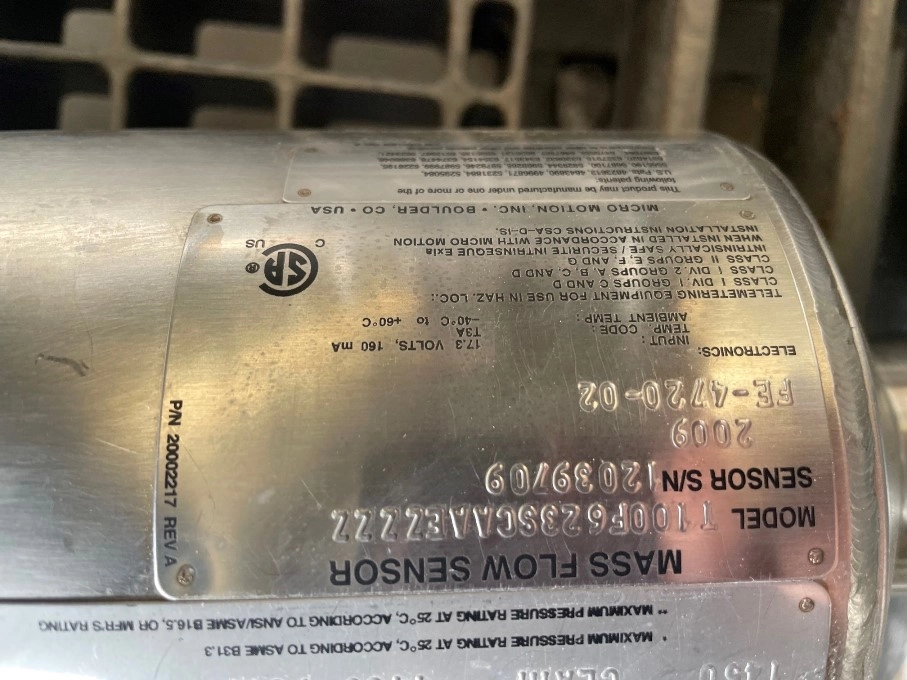 * MAXIMUM PRESSURE RATING AT 25°C, ACCORDING TO ASME B31.3
** MAXIMUM PRESSURE RATING AT 25°C, ACCORDING TO ANSI/ASME B16.5, OR MFR'S RATING
MASS FLOW SENSOR
MODEL T100F623SCAAEZZZZ
SENSOR S/N 12039709
2009
FE-4720-02
ELECTRONICS:
INPUT: 17.3 VOLTS, 160 mA
TEMP. CODE: T3A
AMBIENT TEMP: -40°C to +60°C
TELEMETERING EQUIPMENT FOR USE IN HAZ. LOC.:
CLASS I DIV. I GROUPS C AND D
CLASS I DIV. 2 GROUPS A, B, C, AND D
CLASS II GROUPS E, F, AND G
INTRINSICALLY SAFE / SECURITE INTRINSEQUE Exia
WHEN INSTALLED IN ACCORDANCE WITH MICRO MOTION
INSTALLATION INSTRUCTIONS CSA-D-IS.
SA®
C US
MICRO MOTION, INC. • BOULDER, CO • USA
P/N 20002217 REV A
This product may be manufactured under one or more of the
following patents:
U.S. Pats.